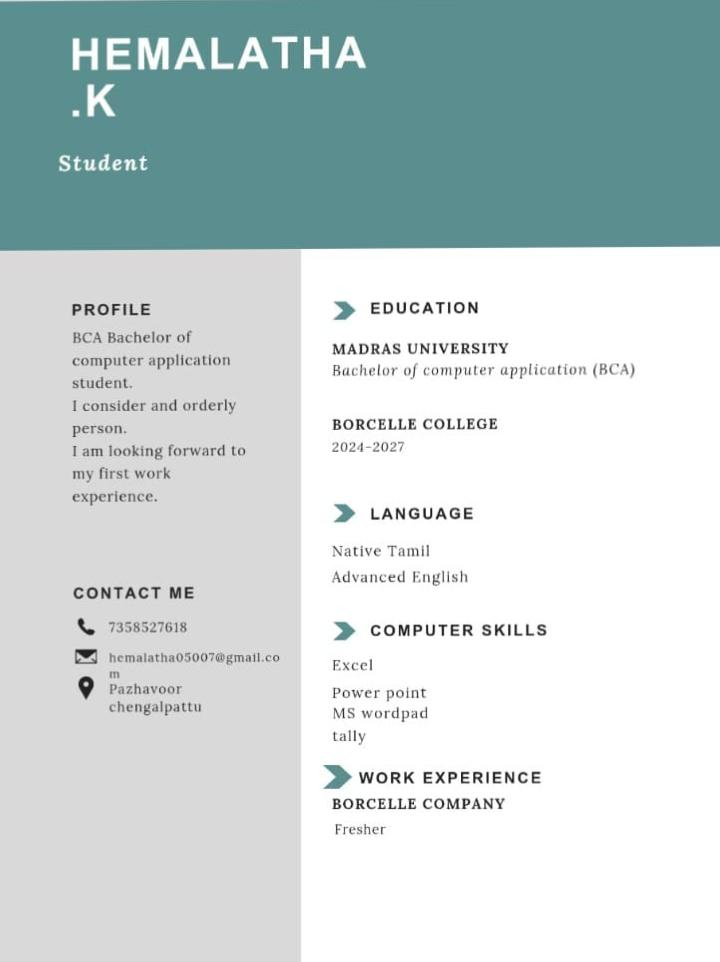 HEMALATHA
.K
Student
PROFILE
BCA Bachelor of
computer application
student.
I consider and orderly
person.
I am looking forward to
my first work
experience.
CONTACT ME
7358527618
hemalatha05007@gmail.co
m
Pazhavoor
chengalpattu
EDUCATION
MADRAS UNIVERSITY
Bachelor of computer application (BCA)
BORCELLE COLLEGE
2024-2027
LANGUAGE
Native Tamil
Advanced English
COMPUTER SKILLS
Excel
Power point
MS wordpad
tally
WORK EXPERIENCE
BORCELLE COMPANY
Fresher